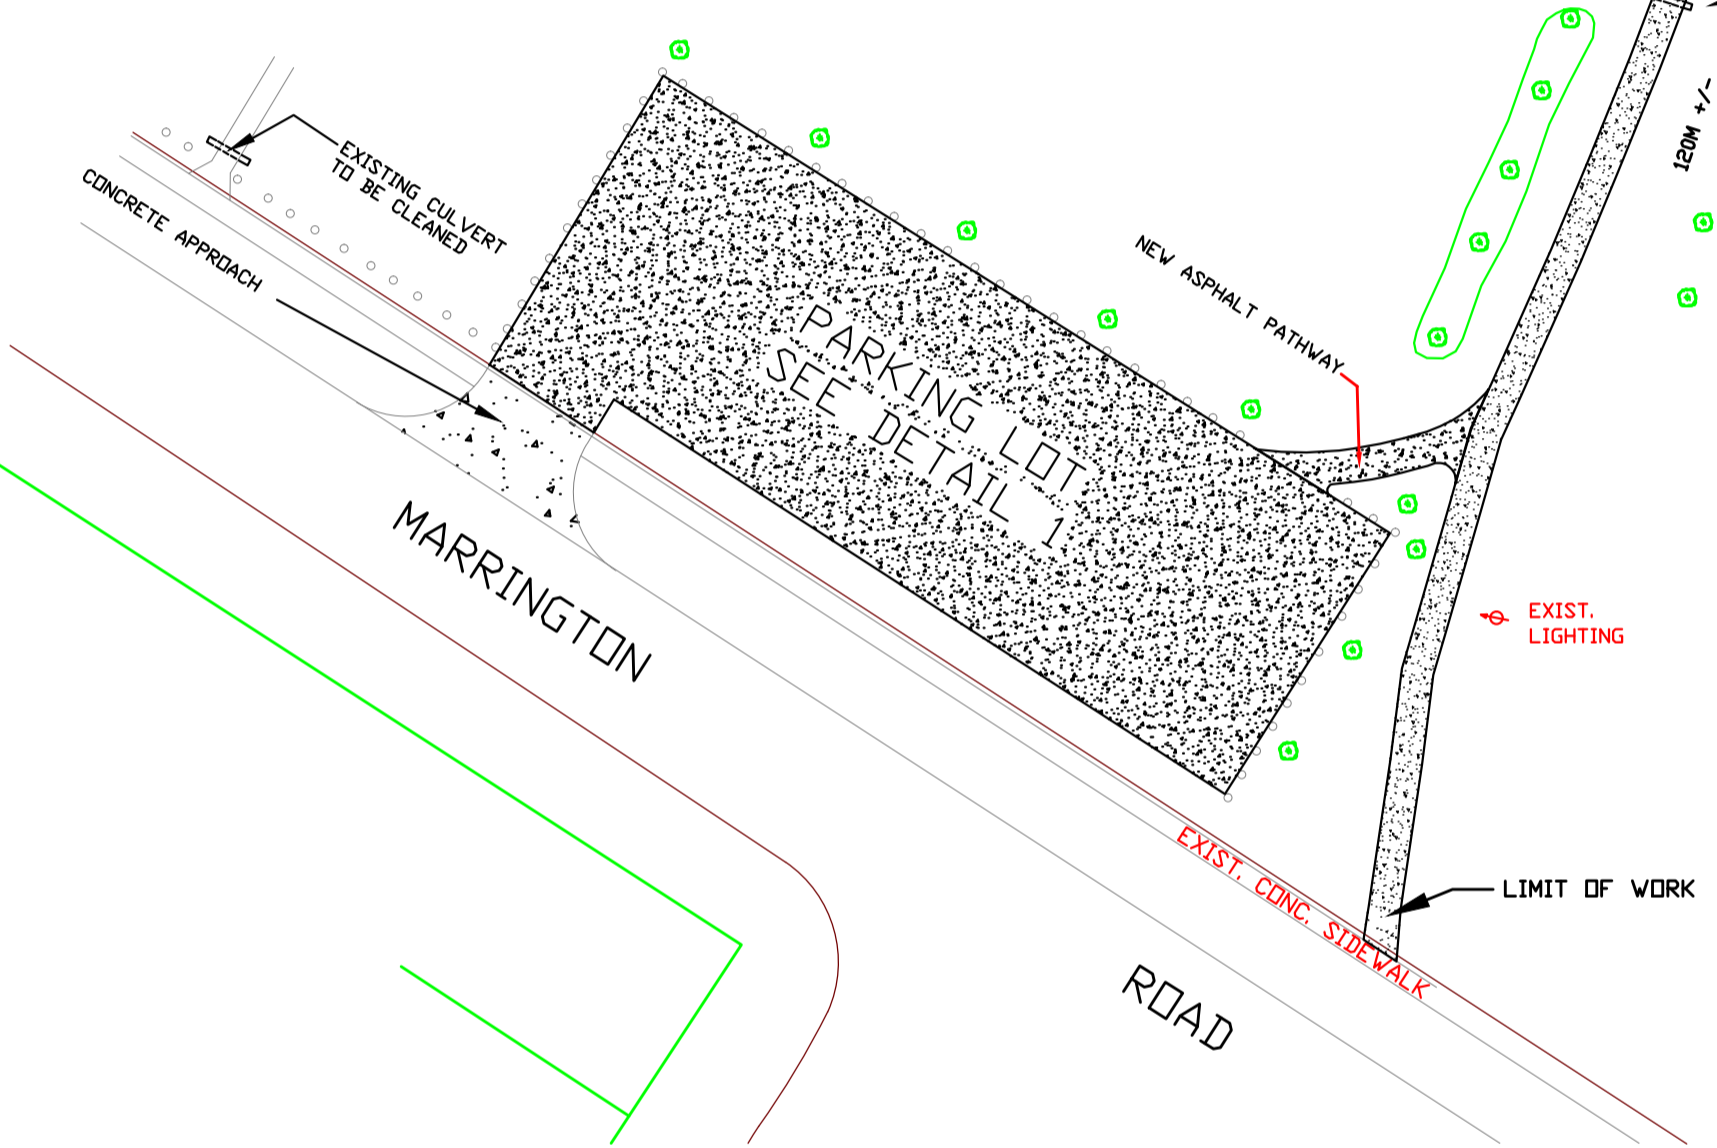 EXISTING CULVERT
TO BE CLEANED
CONCRETE APPROACH
120M +/-
NEW ASPHALT PATHWAY
PARKING LOT
SEE DETAIL 1
MARRINGTON
ROAD
EXIST.
LIGHTING
LIMIT OF WORK
EXIST. CONC. SIDEWALK